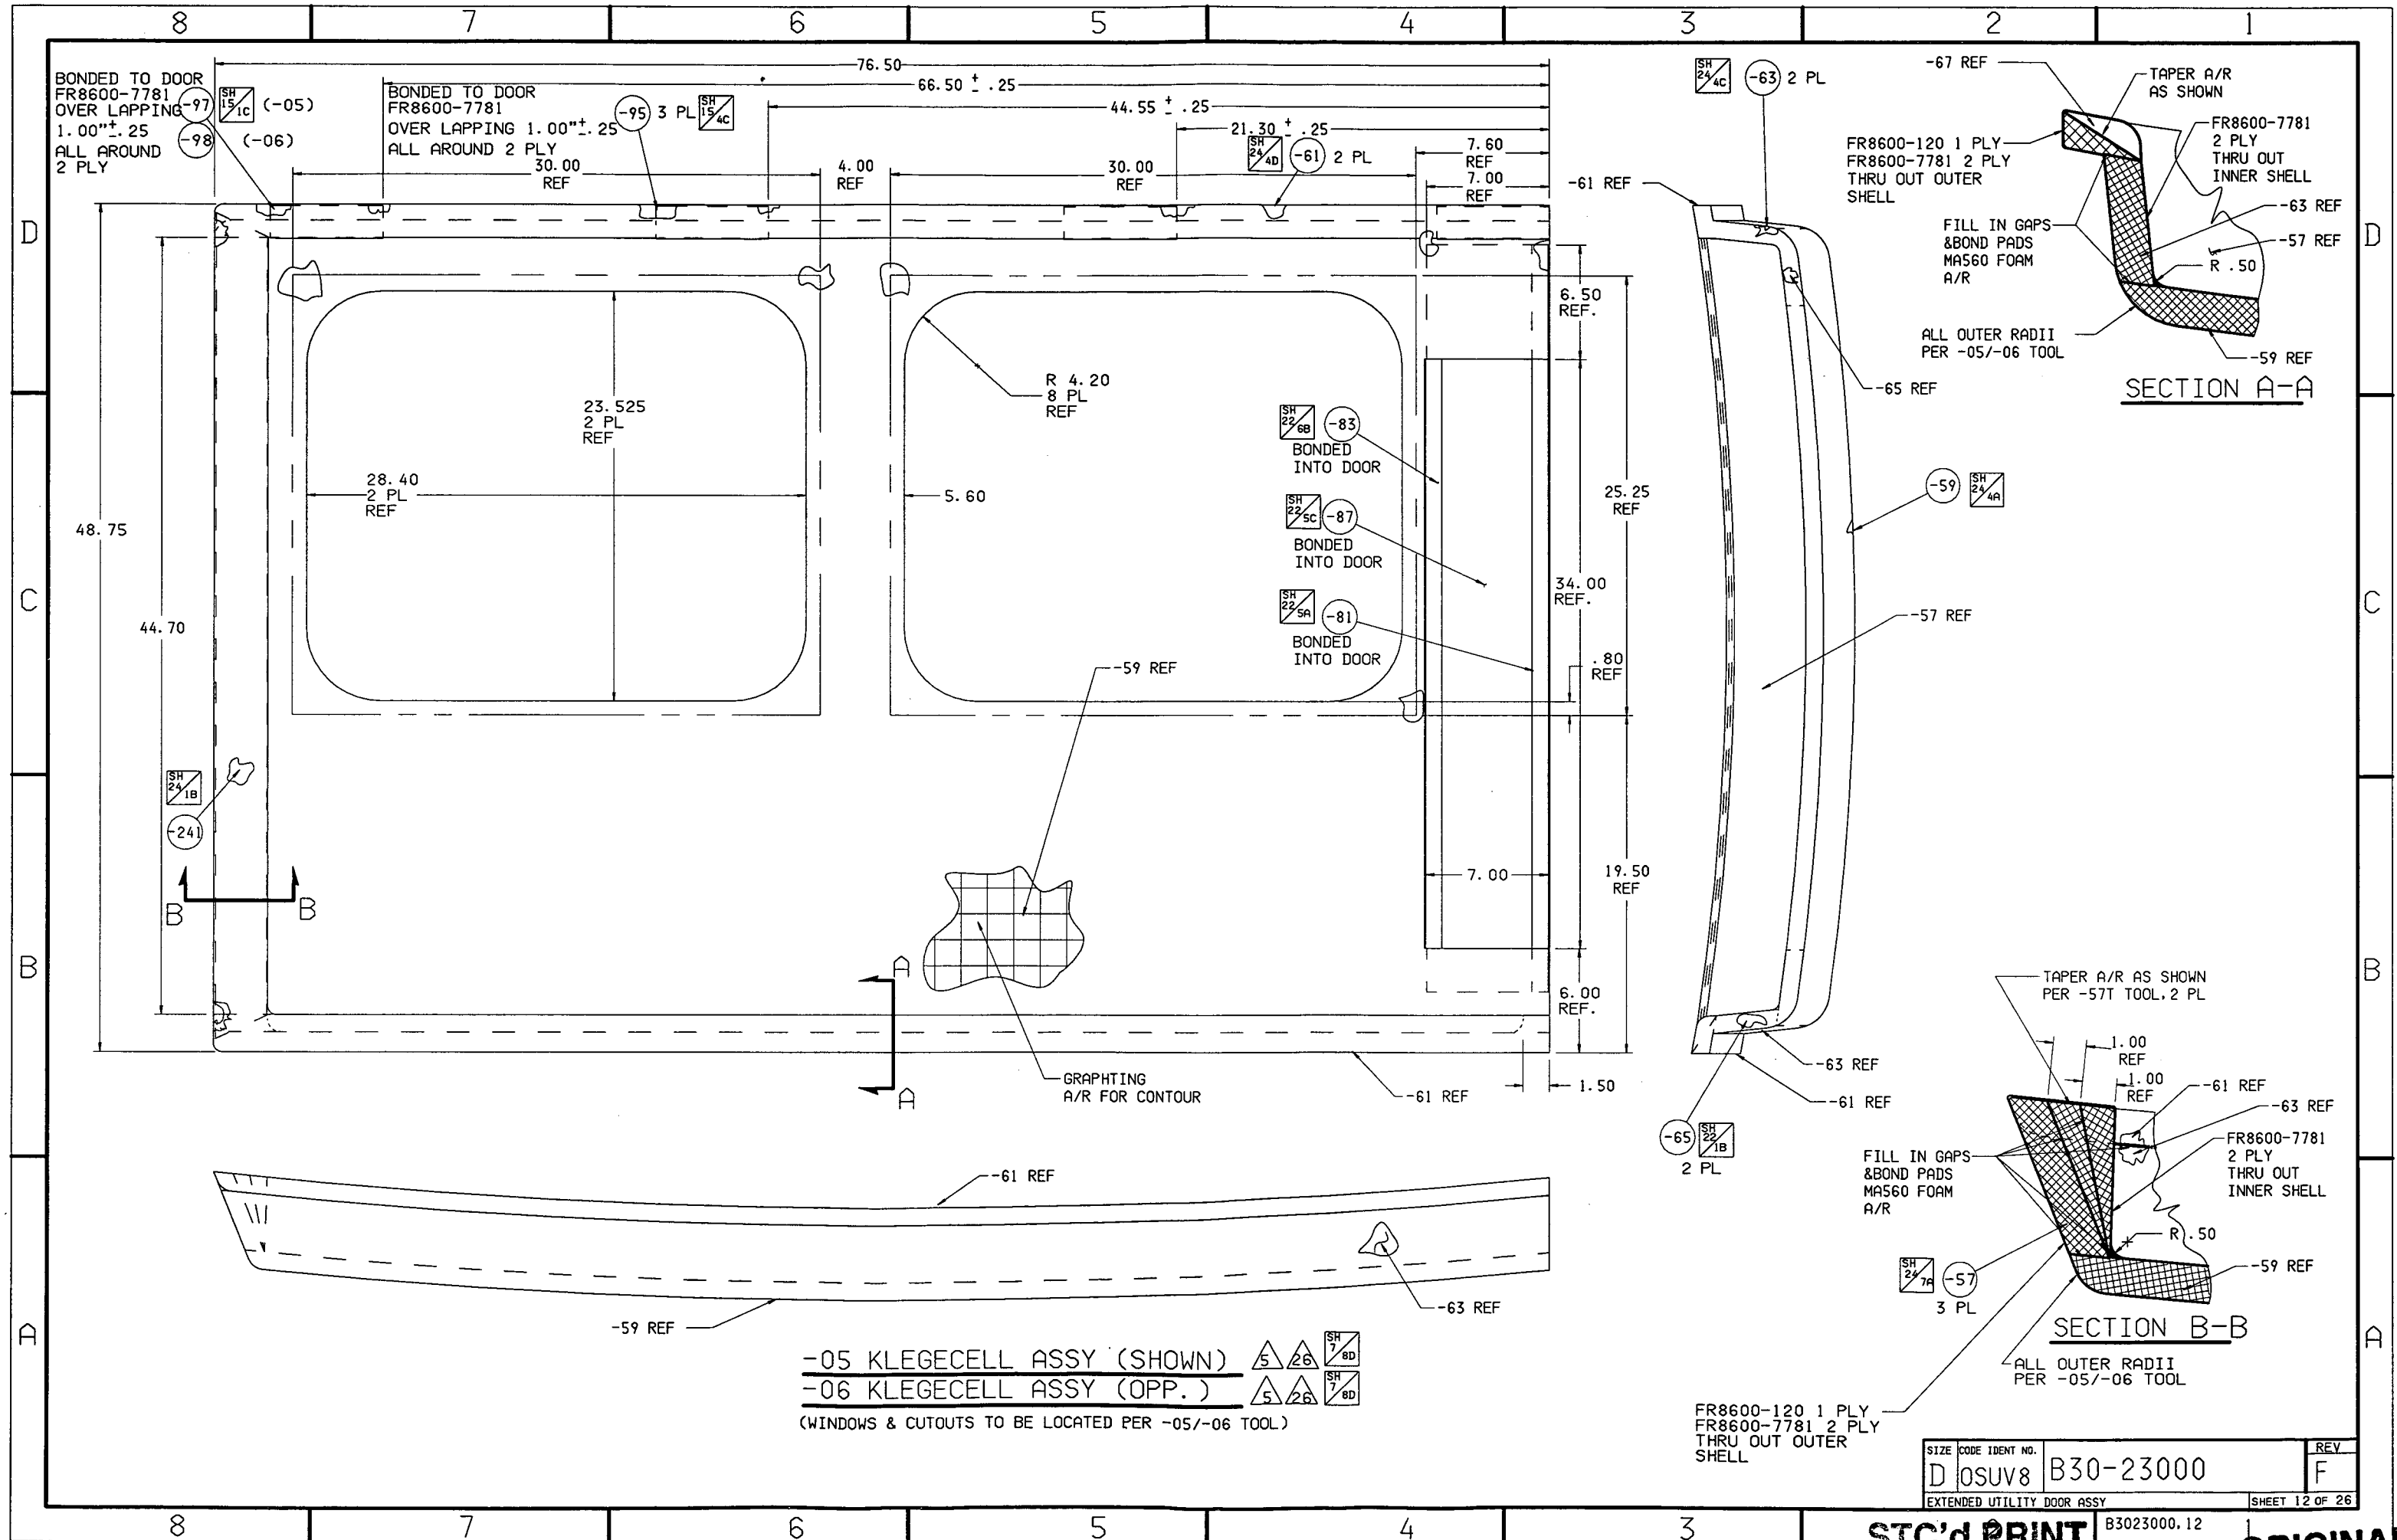 8 7 6 5 4 3 2 1
D
C
B
A
BONDED TO DOOR
FR8600-7781
OVER LAPPING
1.00"±.25
ALL AROUND
2 PLY
-97
SH 15/1C
(-05)
-98
(-06)
BONDED TO DOOR
FR8600-7781
OVER LAPPING 1.00"±.25
ALL AROUND 2 PLY
-95
3 PL
SH 15/4C
76.50
66.50 ± .25
44.55 ± .25
21.30 ± .25
SH 24/4D
-61
2 PL
7.60
REF
7.00
REF
30.00
REF
4.00
REF
30.00
REF
48.75
44.70
23.525
2 PL
REF
28.40
2 PL
REF
R 4.20
8 PL
REF
5.60
SH 22/6B
-83
BONDED
INTO DOOR
SH 22/5C
-87
BONDED
INTO DOOR
SH 22/5A
-81
BONDED
INTO DOOR
6.50
REF.
25.25
REF
34.00
REF.
.80
REF
19.50
REF
7.00
6.00
REF.
1.50
-59 REF
GRAPHTING
A/R FOR CONTOUR
-61 REF
SH 24/1B
-241
B B
A
A
SH 24/4C
-63
2 PL
-61 REF
-65 REF
-59
SH 24/4A
-57 REF
-63 REF
-61 REF
-65
SH 22/1B
2 PL
-67 REF
TAPER A/R
AS SHOWN
FR8600-120 1 PLY
FR8600-7781 2 PLY
THRU OUT OUTER
SHELL
FR8600-7781
2 PLY
THRU OUT
INNER SHELL
-63 REF
-57 REF
FILL IN GAPS
&BOND PADS
MA560 FOAM
A/R
R .50
ALL OUTER RADII
PER -05/-06 TOOL
-59 REF
SECTION A-A
TAPER A/R AS SHOWN
PER -57T TOOL.2 PL
1.00
REF
1.00
REF
-61 REF
-63 REF
FR8600-7781
2 PLY
THRU OUT
INNER SHELL
FILL IN GAPS
&BOND PADS
MA560 FOAM
A/R
R .50
SH 24/7A
-57
3 PL
-59 REF
SECTION B-B
ALL OUTER RADII
PER -05/-06 TOOL
FR8600-120 1 PLY
FR8600-7781 2 PLY
THRU OUT OUTER
SHELL
-61 REF
-63 REF
-59 REF
-05 KLEGECELL ASSY (SHOWN) 5 26 SH 7/8D
-06 KLEGECELL ASSY (OPP.) 5 26 SH 7/8D
(WINDOWS & CUTOUTS TO BE LOCATED PER -05/-06 TOOL)
SIZE CODE IDENT NO. REV
D OSUV8 B30-23000 F
EXTENDED UTILITY DOOR ASSY SHEET 12 OF 26
D
C
B
A
8 7 6 5 4 3 1
STC'd PRINT
B3023000.12